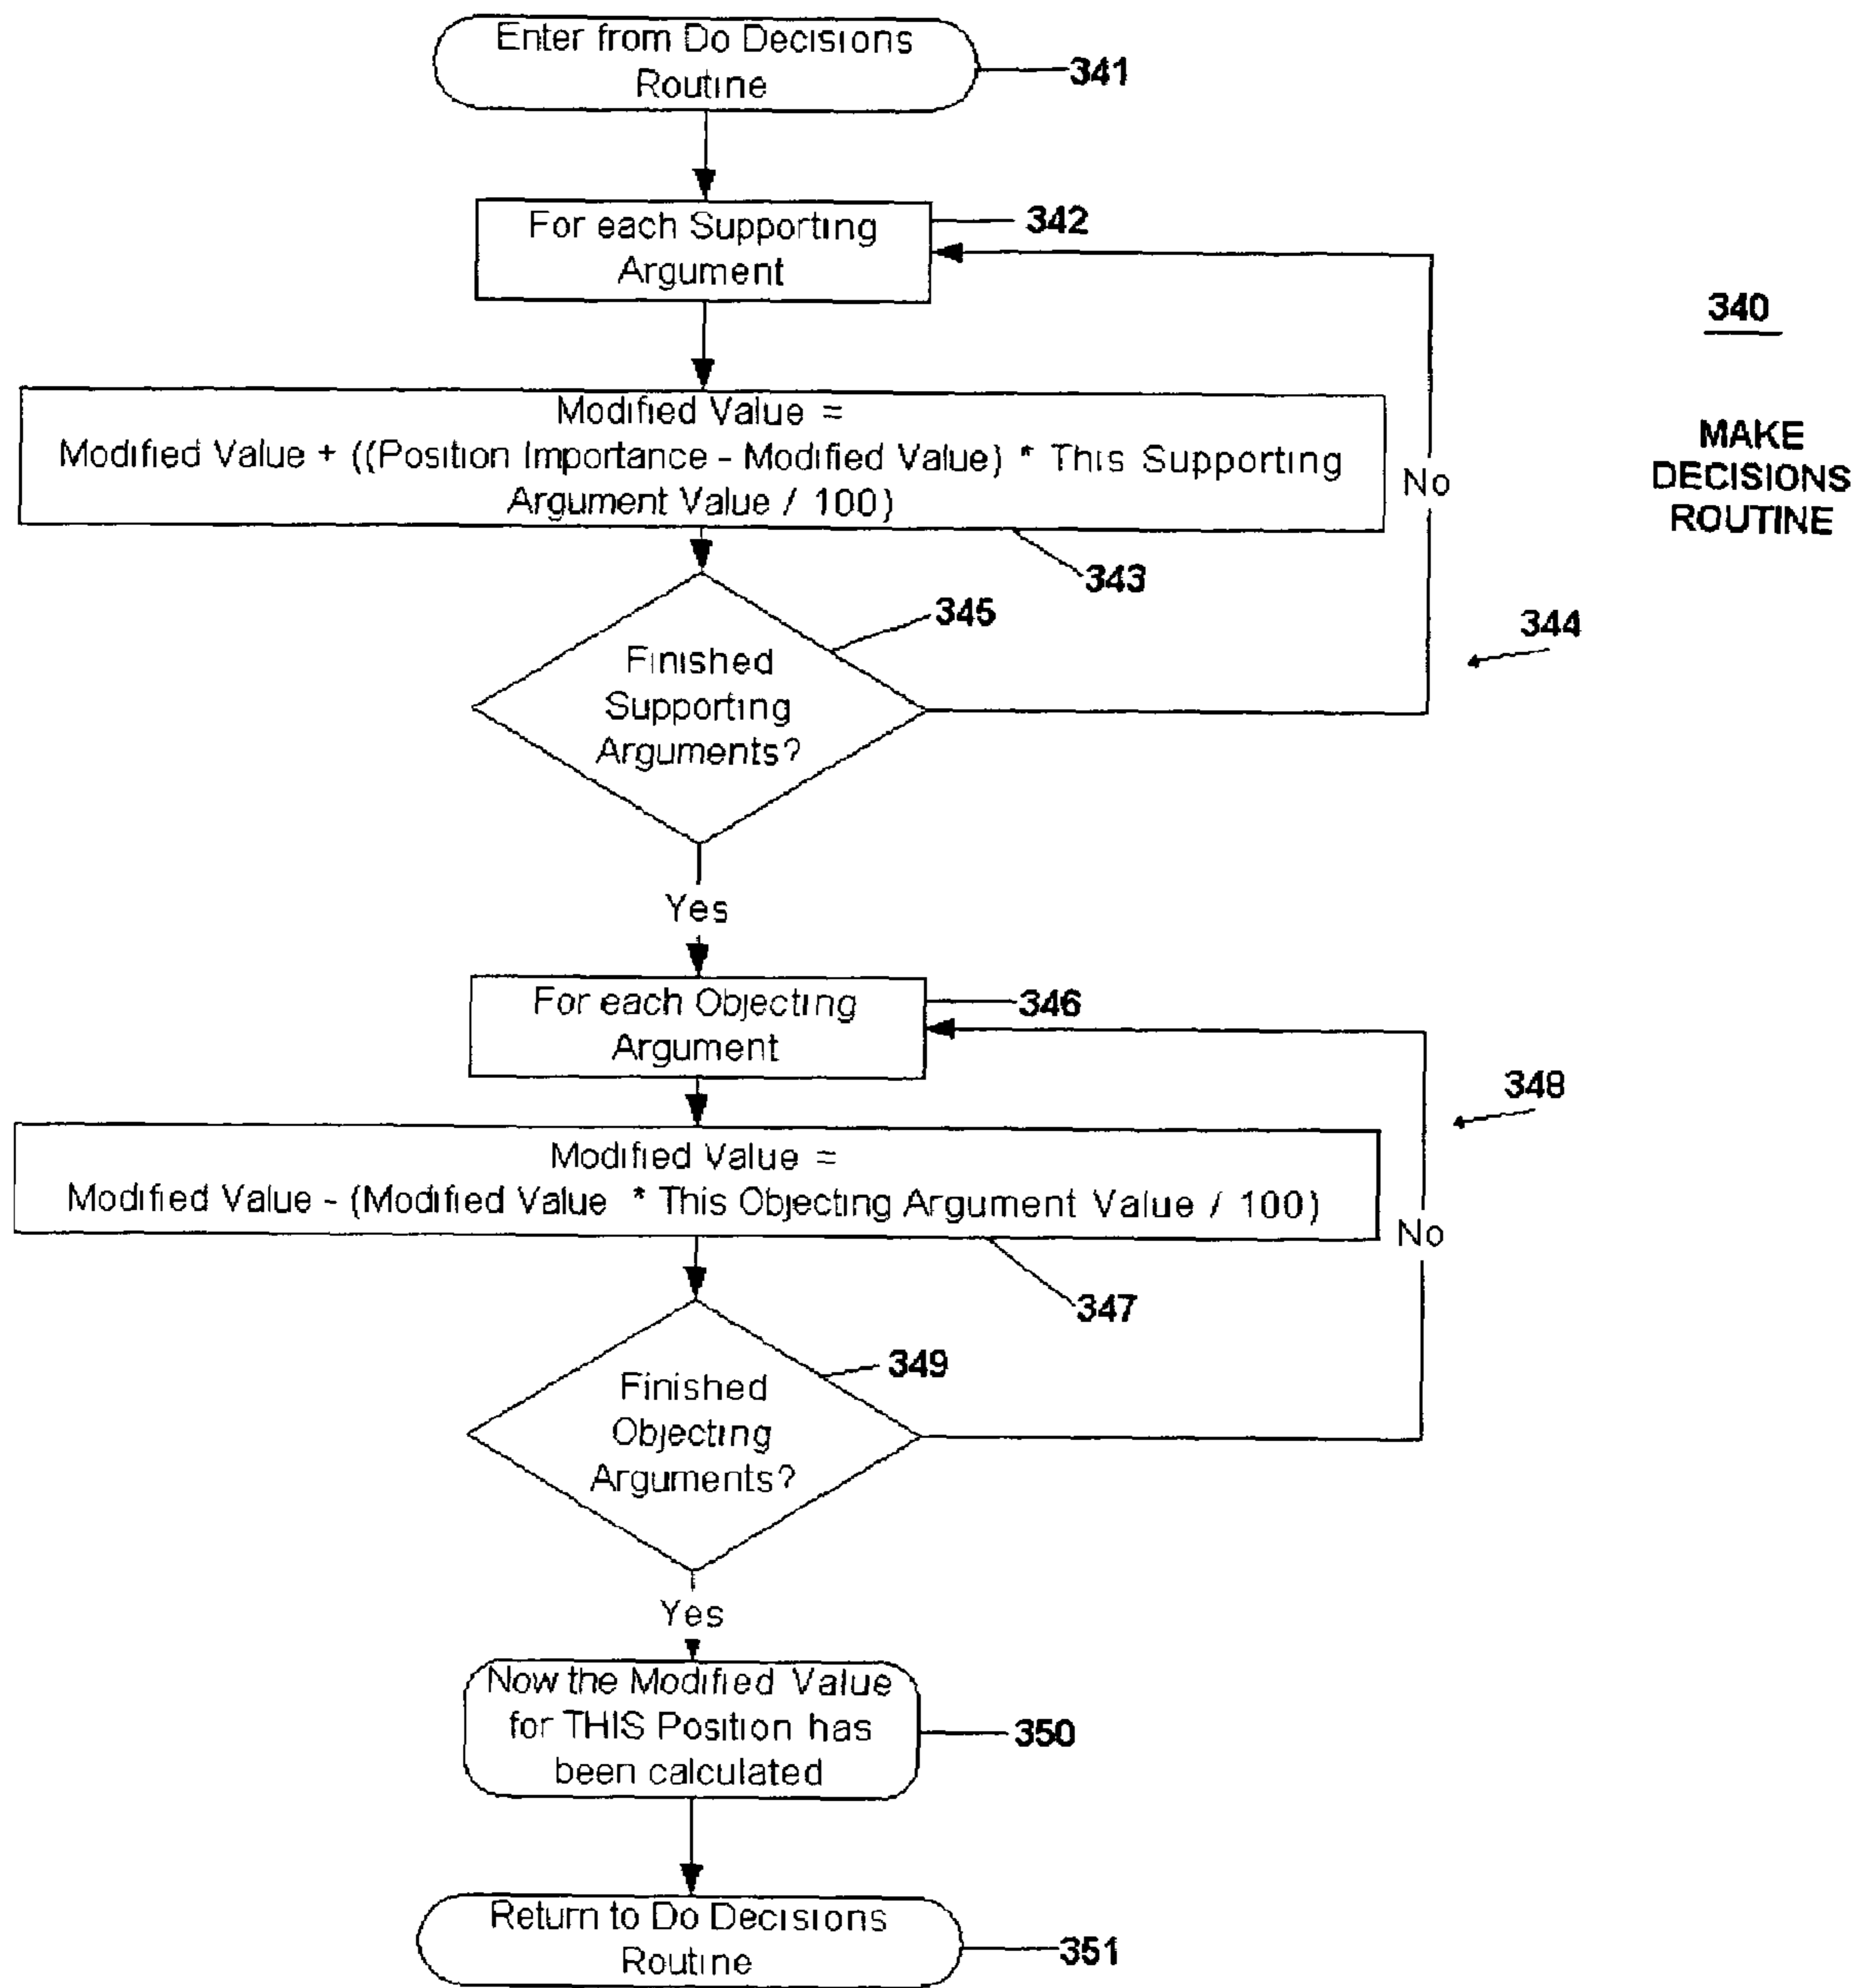 Enter from Do Decisions
Routine
341
For each Supporting
Argument
342
340
MAKE
DECISIONS
ROUTINE
Modified Value =
Modified Value + ((Position Importance - Modified Value) * This Supporting
Argument Value / 100)
No
343
345
344
Finished
Supporting
Arguments?
Yes
For each Objecting
Argument
346
348
Modified Value =
Modified Value - (Modified Value * This Objecting Argument Value / 100)
No
347
349
Finished
Objecting
Arguments?
Yes
Now the Modified Value
for THIS Position has
been calculated
350
Return to Do Decisions
Routine
351